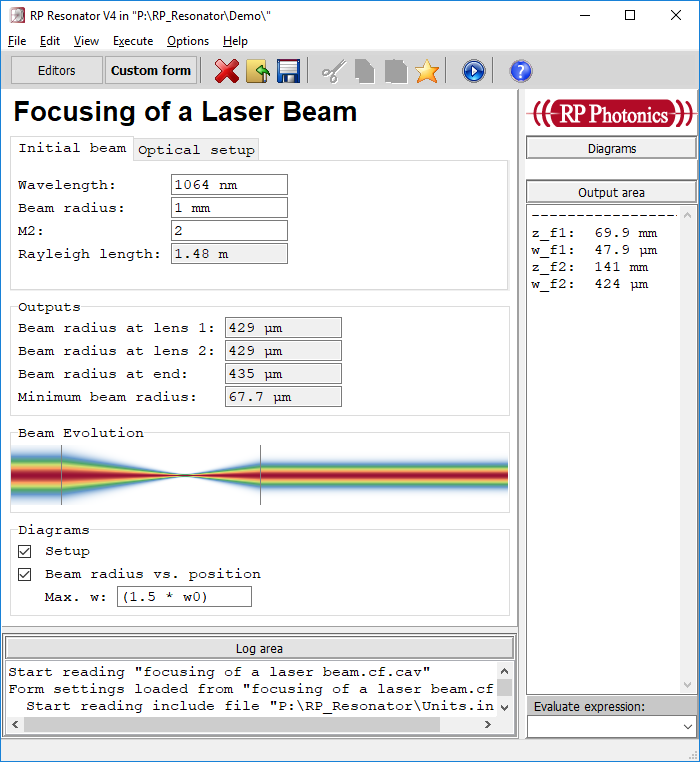 RP Resonator V4 in "P:\RP_Resonator\Demo\"
File Edit View Execute Options Help
Editors Custom form
Focusing of a Laser Beam
Initial beam Optical setup
Wavelength: 1064 nm
Beam radius: 1 mm
M2: 2
Rayleigh length: 1.48 m
Outputs
Beam radius at lens 1: 429 µm
Beam radius at lens 2: 429 µm
Beam radius at end: 435 µm
Minimum beam radius: 67.7 µm
Beam Evolution
Diagrams
Setup
Beam radius vs. position
Max. w: (1.5 * w0)
Log area
Start reading "focusing of a laser beam.cf.cav"
Form settings loaded from "focusing of a laser beam.cf
Start reading include file "P:\RP_Resonator\Units.in
RP Photonics
Diagrams
Output area
-----------------
z_f1: 69.9 mm
w_f1: 47.9 µm
z_f2: 141 mm
w_f2: 424 µm
Evaluate expression: